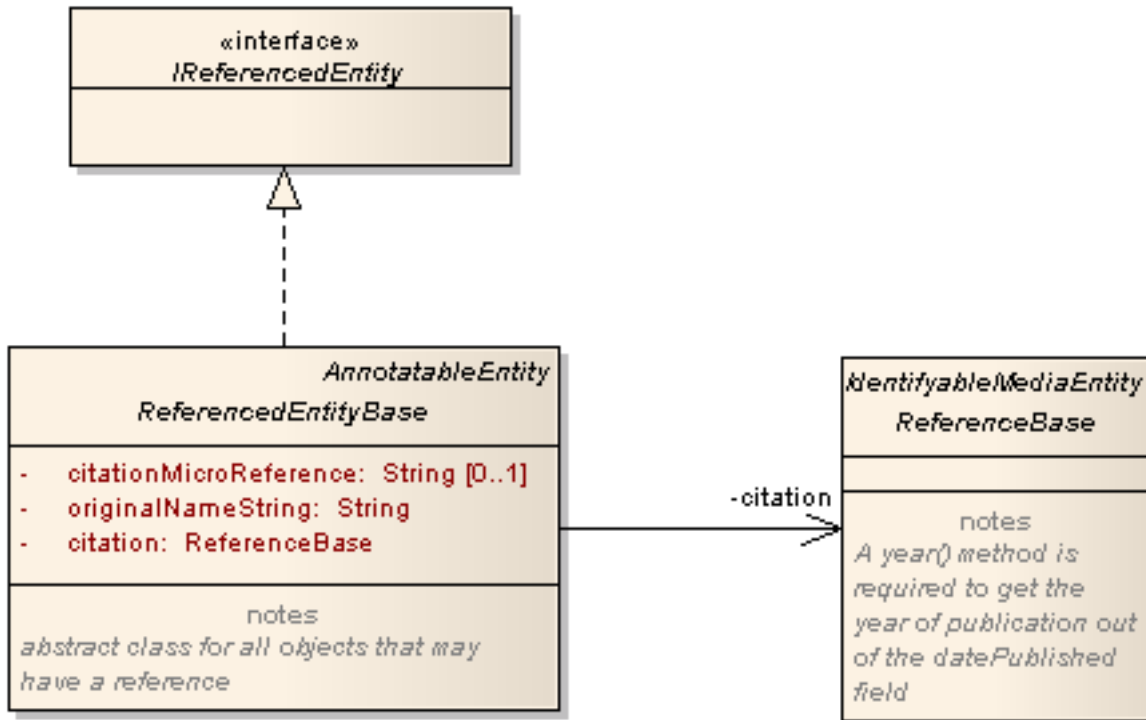 «interface»
IReferencedEntity
AnnotatableEntity
ReferencedEntityBase
- citationMicroReference: String [0..1]
- originalNameString: String
- citation: ReferenceBase
notes
abstract class for all objects that may
have a reference
-citation
IdentifyableMediaEntity
ReferenceBase
notes
A year() method is
required to get the
year of publication out
of the datePublished
field